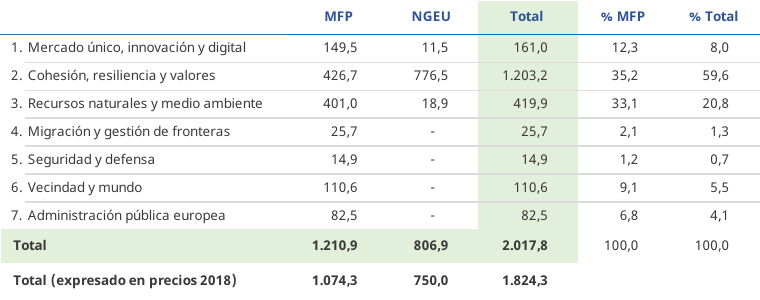 MFP NGEU Total % MFP % Total
1. Mercado único, innovación y digital 149,5 11,5 161,0 12,3 8,0
2. Cohesión, resiliencia y valores 426,7 776,5 1.203,2 35,2 59,6
3. Recursos naturales y medio ambiente 401,0 18,9 419,9 33,1 20,8
4. Migración y gestión de fronteras 25,7 - 25,7 2,1 1,3
5. Seguridad y defensa 14,9 - 14,9 1,2 0,7
6. Vecindad y mundo 110,6 - 110,6 9,1 5,5
7. Administración pública europea 82,5 - 82,5 6,8 4,1
Total 1.210,9 806,9 2.017,8 100,0 100,0
Total (expresado en precios 2018) 1.074,3 750,0 1.824,3